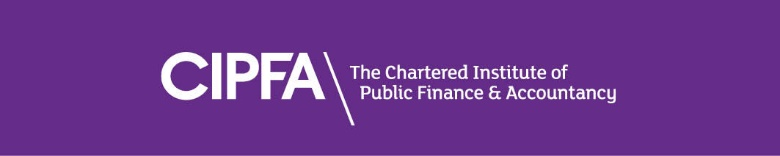 CIPFA
The Chartered Institute of
Public Finance & Accountancy